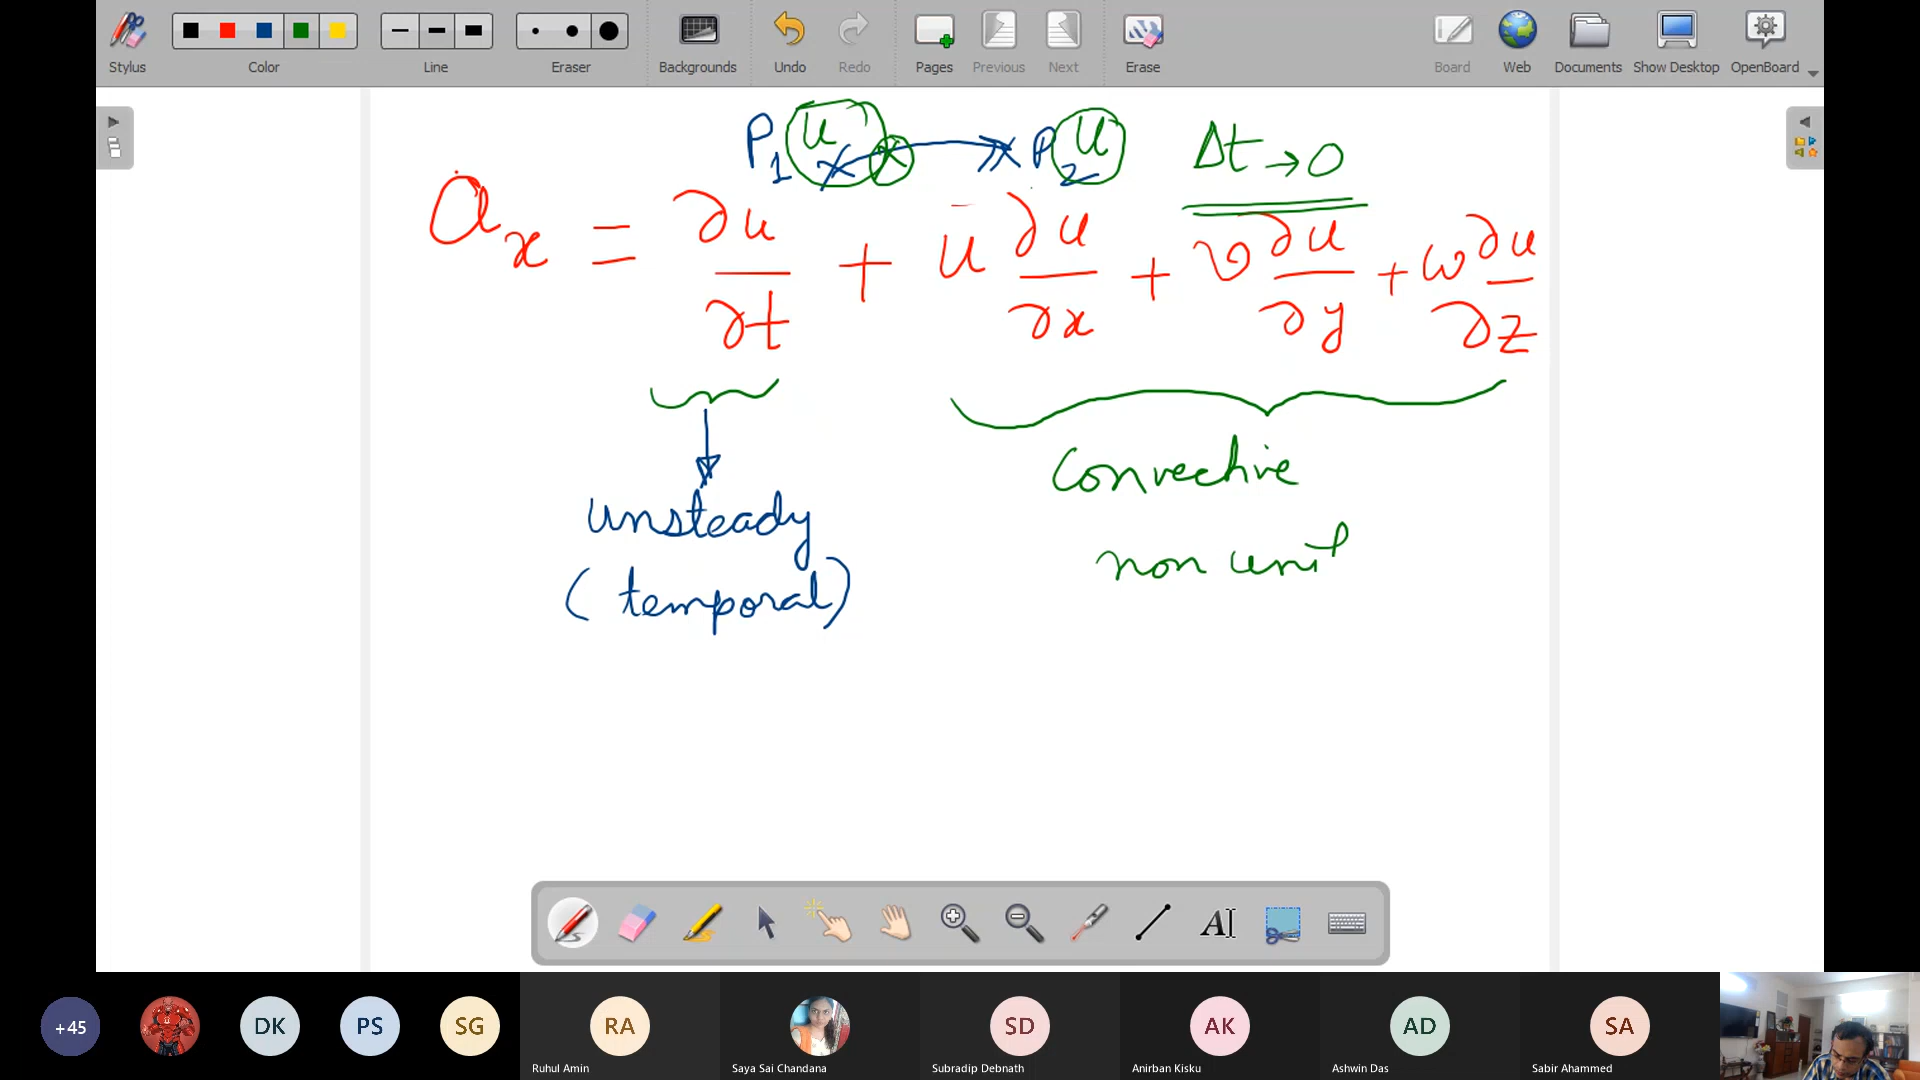 Stylus Color Line Eraser Backgrounds Undo Redo Pages Previous Next Erase Board Web Documents Show Desktop OpenBoard
P₁ u P₂ u Δt → 0
aₓ = ∂u/∂t + u ∂u/∂x + v ∂u/∂y + w ∂u/∂z
Convective
unsteady
non unif
(temporal)
AI
+45 DK PS SG RA SD AK AD SA
Ruhul Amin Saya Sai Chandana Subradip Debnath Anirban Kisku Ashwin Das Sabir Ahammed